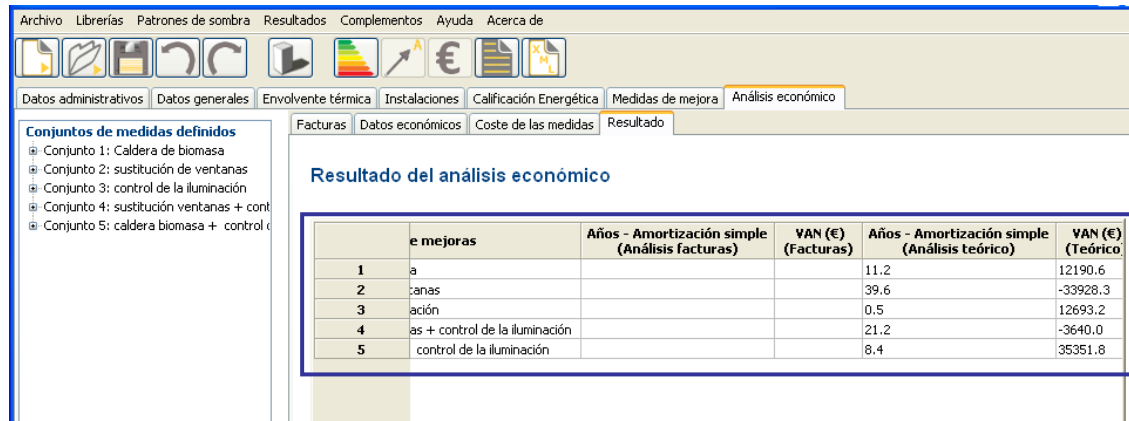 Archivo Librerías Patrones de sombra Resultados Complementos Ayuda Acerca de
A € X M L
Datos administrativos Datos generales Envolvente térmica Instalaciones Calificación Energética Medidas de mejora Análisis económico
Conjuntos de medidas definidos
Conjunto 1: Caldera de biomasa
Conjunto 2: sustitución de ventanas
Conjunto 3: control de la iluminación
Conjunto 4: sustitución ventanas + cont
Conjunto 5: caldera biomasa + control
Facturas Datos económicos Coste de las medidas Resultado
Resultado del análisis económico
e mejoras Años - Amortización simple (Análisis facturas) VAN (€) (Facturas) Años - Amortización simple (Análisis teórico) VAN (€) (Teórico)
1 a 11.2 12190.6
2 tanas 39.6 -33928.3
3 ación 0.5 12693.2
4 as + control de la iluminación 21.2 -3640.0
5 control de la iluminación 8.4 35351.8